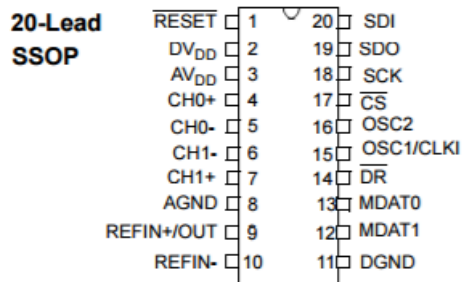 20-Lead
SSOP
RESET 1 20 SDI
DVDD 2 19 SDO
AVDD 3 18 SCK
CH0+ 4 17 CS
CH0- 5 16 OSC2
CH1- 6 15 OSC1/CLKI
CH1+ 7 14 DR
AGND 8 13 MDAT0
REFIN+/OUT 9 12 MDAT1
REFIN- 10 11 DGND